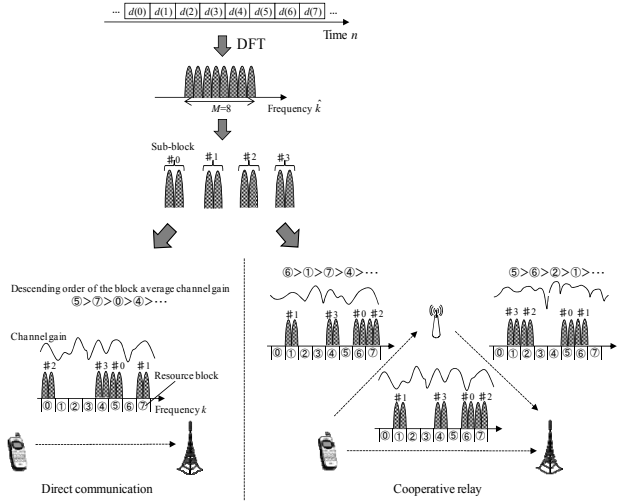 ... d(0) d(1) d(2) d(3) d(4) d(5) d(6) d(7) ...
Time n
DFT
M=8
Frequency k̂
Sub-block
♯0 ♯1 ♯2 ♯3
Descending order of the block average channel gain
⑤>⑦>⓪>④>⋯
Channel gain
♯2 ♯3 ♯0 ♯1
Resource block
⓪ ① ② ③ ④ ⑤ ⑥ ⑦
Frequency k
Direct communication
⑥>①>⑦>④>⋯
♯1 ♯3 ♯0 ♯2
⓪ ① ② ③ ④ ⑤ ⑥ ⑦
⑤>⑥>②>①>⋯
♯3 ♯2 ♯0 ♯1
⓪ ① ② ③ ④ ⑤ ⑥ ⑦
♯1 ♯3 ♯0 ♯2
⓪ ① ② ③ ④ ⑤ ⑥ ⑦
Cooperative relay